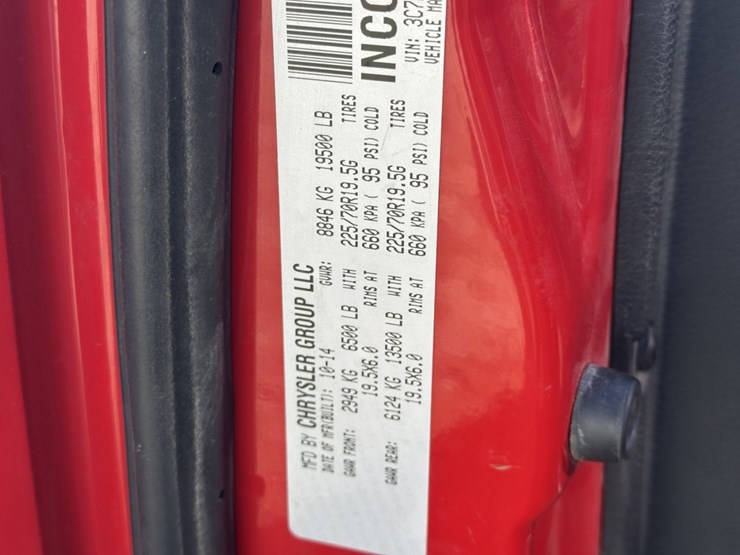 MFD BY CHRYSLER GROUP LLC
DATE OF MFR(BUILT): 10-14 GVWR: 8846 KG 19500 LB
GAWR FRONT: 2949 KG 6500 LB WITH 225/70R19.5G TIRES
19.5X6.0 RIMS AT 660 KPA ( 95 PSI) COLD
GAWR REAR: 6124 KG 13500 LB WITH 225/70R19.5G TIRES
19.5X6.0 RIMS AT 660 KPA ( 95 PSI) COLD
INCO
VIN: 3C7
VEHICLE MA